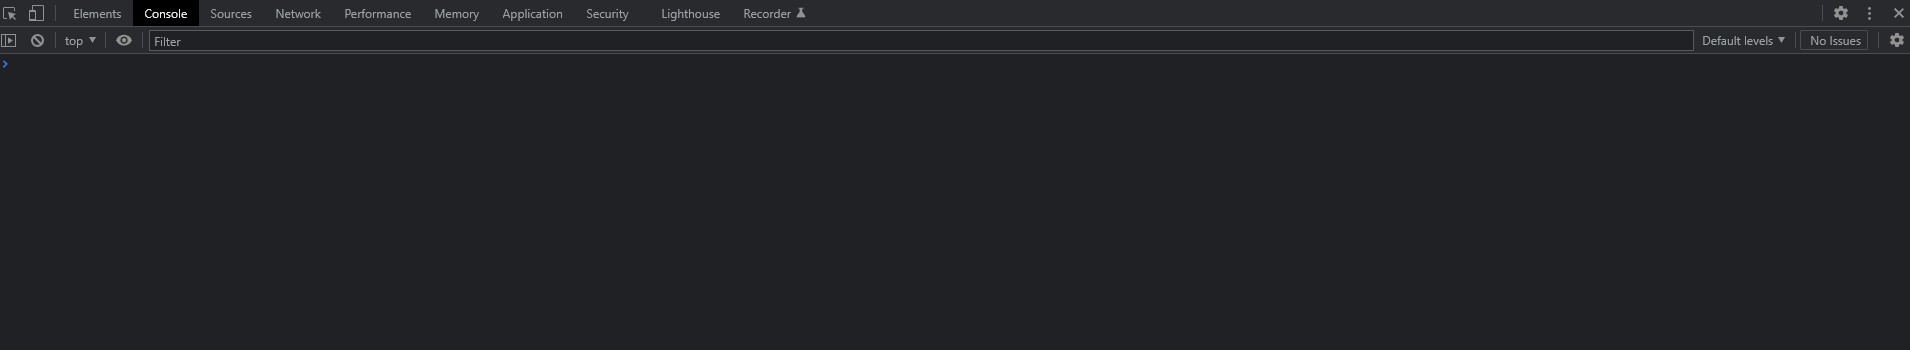 Elements Console Sources Network Performance Memory Application Security Lighthouse Recorder
top Filter Default levels No Issues